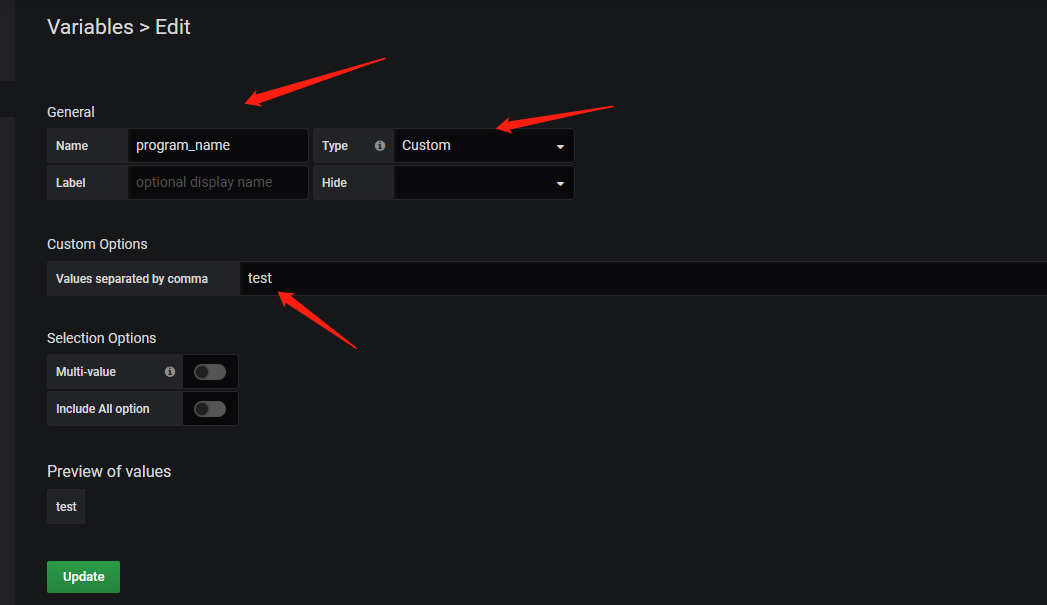 Variables > Edit
General
Name program_name Type Custom
Label optional display name Hide
Custom Options
Values separated by comma test
Selection Options
Multi-value
Include All option
Preview of values
test
Update